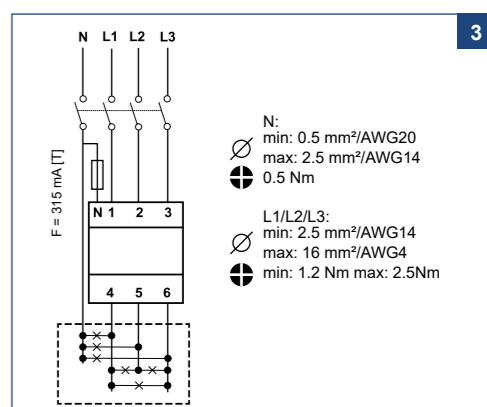 3
N L1 L2 L3
F = 315 mA [T]
N 1 2 3
4 5 6
N:
min: 0.5 mm²/AWG20
max: 2.5 mm²/AWG14
0.5 Nm
L1/L2/L3:
min: 2.5 mm²/AWG14
max: 16 mm²/AWG4
min: 1.2 Nm max: 2.5Nm